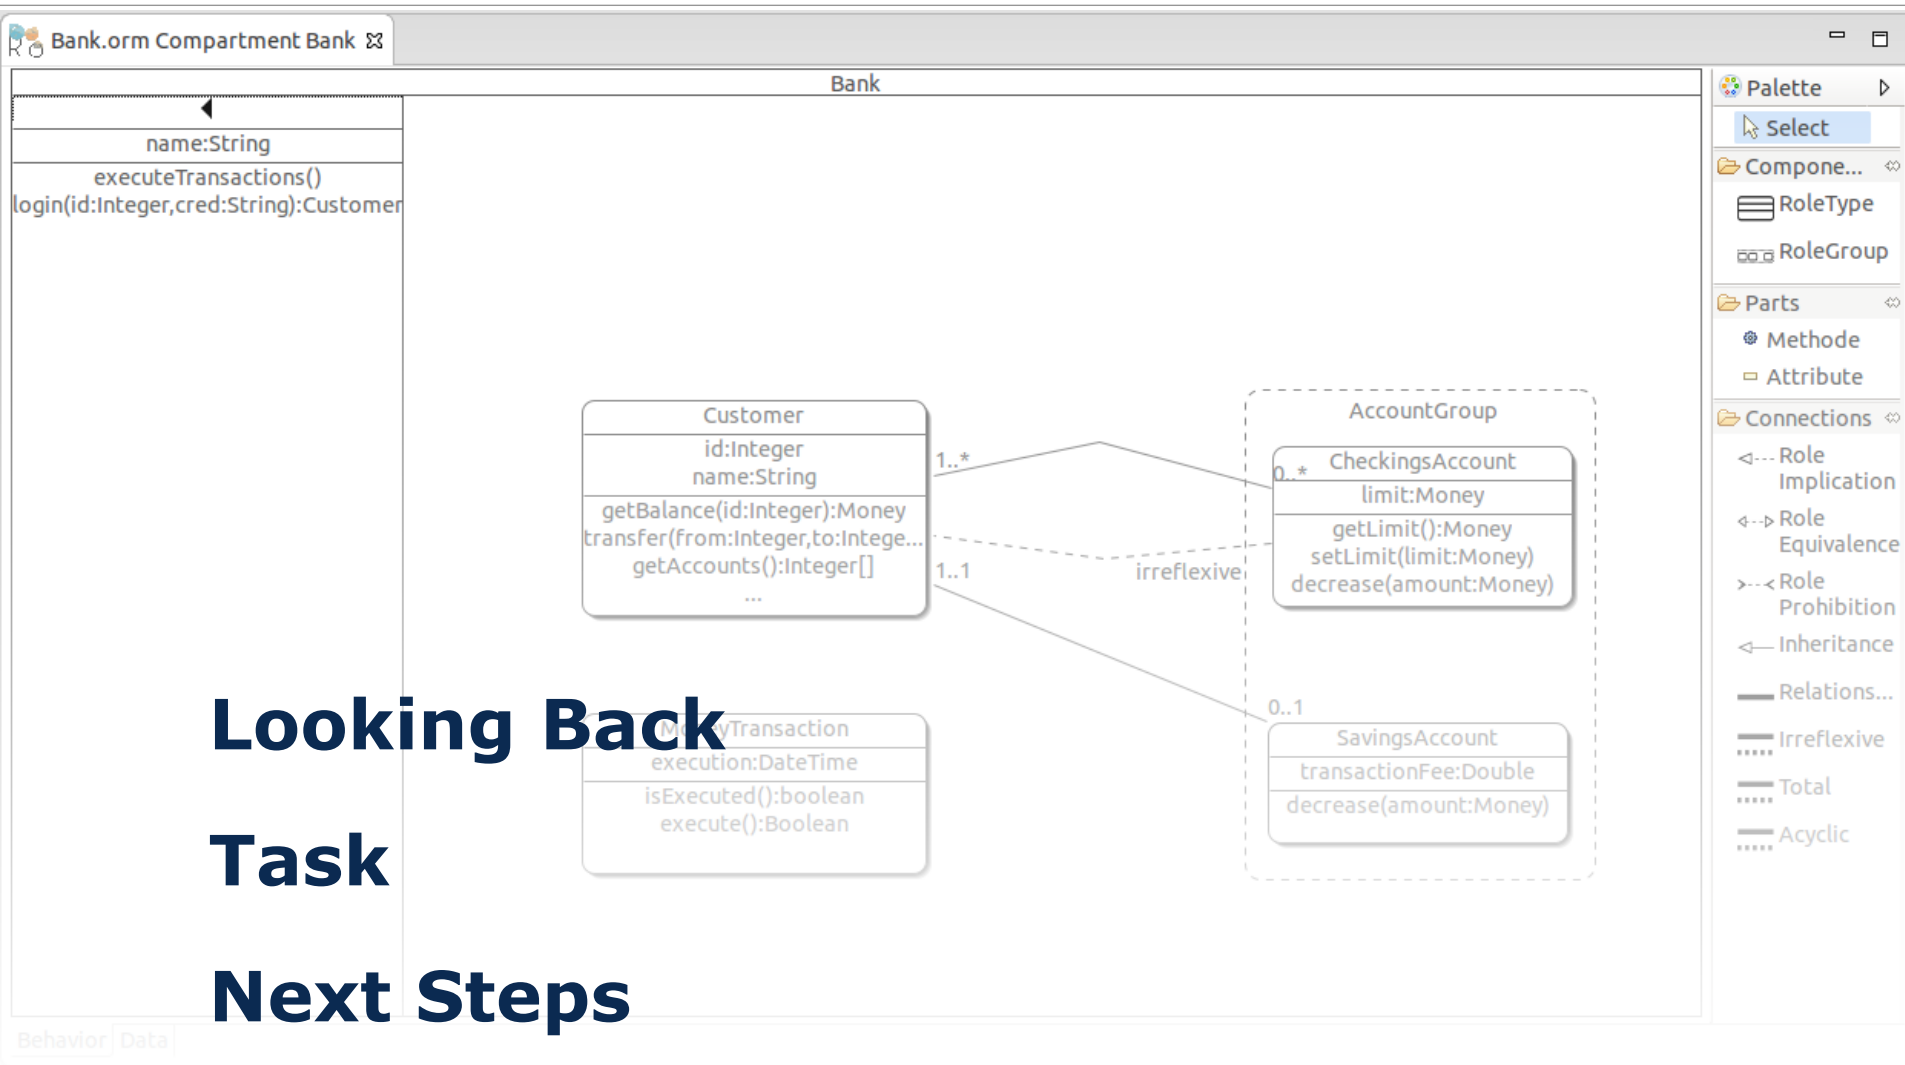 Bank.orm Compartment Bank
Bank
name:String
executeTransactions()
login(id:Integer,cred:String):Customer
Customer
id:Integer
name:String
getBalance(id:Integer):Money
transfer(from:Integer,to:Intege...
getAccounts():Integer[]
...
1..*
0..*
irreflexive
1..1
0..1
AccountGroup
CheckingsAccount
limit:Money
getLimit():Money
setLimit(limit:Money)
decrease(amount:Money)
MoneyTransaction
execution:DateTime
isExecuted():boolean
execute():Boolean
SavingsAccount
transactionFee:Double
decrease(amount:Money)
Looking Back
Task
Next Steps
Behavior
Data
Palette
Select
Compone...
RoleType
RoleGroup
Parts
Methode
Attribute
Connections
Role
Implication
Role
Equivalence
Role
Prohibition
Inheritance
Relations...
Irreflexive
Total
Acyclic